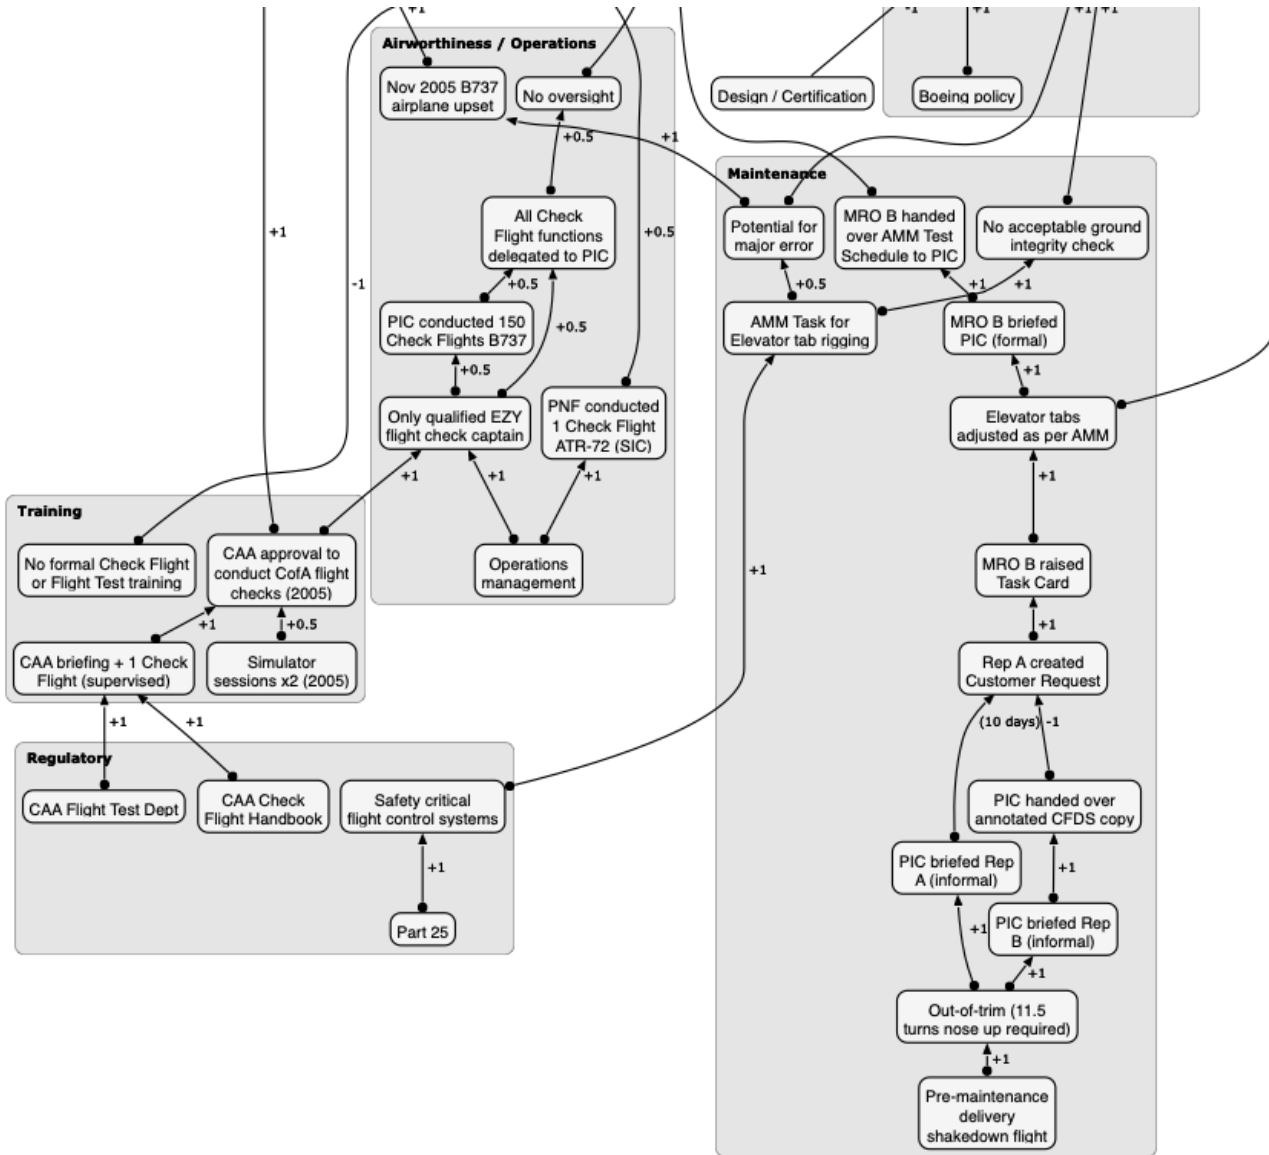 +1
-1
+1
+1
+1
Airworthiness / Operations
Nov 2005 B737
airplane upset
No oversight
Design / Certification
Boeing policy
+0.5
+1
Maintenance
All Check
Flight functions
delegated to PIC
Potential for
major error
MRO B handed
over AMM Test
Schedule to PIC
No acceptable ground
integrity check
+1
+0.5
-1
+0.5
+0.5
+1
+1
PIC conducted 150
Check Flights B737
+0.5
AMM Task for
Elevator tab rigging
MRO B briefed
PIC (formal)
+0.5
+1
Only qualified EZY
flight check captain
PNF conducted
1 Check Flight
ATR-72 (SIC)
Elevator tabs
adjusted as per AMM
+1
+1
+1
+1
Training
No formal Check Flight
or Flight Test training
CAA approval to
conduct CofA flight
checks (2005)
Operations
management
MRO B raised
Task Card
+1
+1
+0.5
+1
CAA briefing + 1 Check
Flight (supervised)
Simulator
sessions x2 (2005)
Rep A created
Customer Request
+1
+1
(10 days)
-1
Regulatory
CAA Flight Test Dept
CAA Check
Flight Handbook
Safety critical
flight control systems
PIC handed over
annotated CFDS copy
+1
PIC briefed Rep
A (informal)
+1
Part 25
+1
PIC briefed Rep
B (informal)
+1
Out-of-trim (11.5
turns nose up required)
+1
Pre-maintenance
delivery
shakedown flight